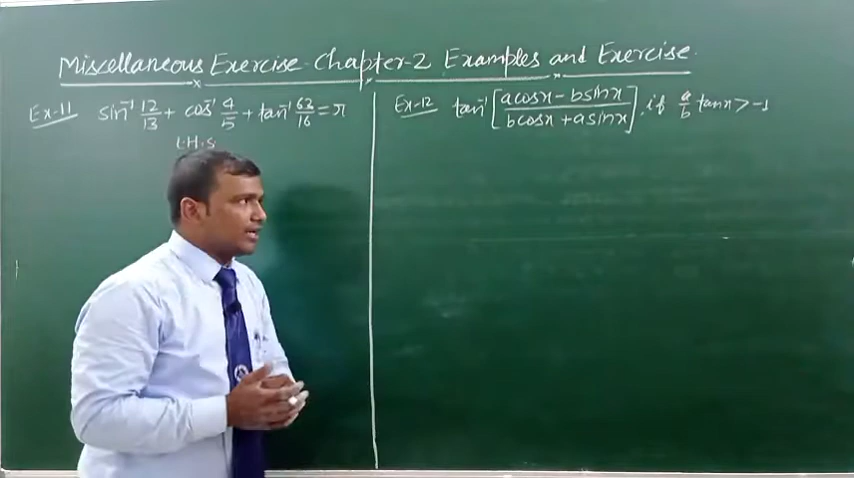 Miscellaneous Exercise Chapter-2 Examples and Exercise.
Ex-11 sin⁻¹ 12/13 + cos⁻¹ 4/5 + tan⁻¹ 63/16 = π
L.H.S
Ex-12 tan⁻¹ [a cosx - b sinx / b cosx + a sinx], if a/b tanx > -1